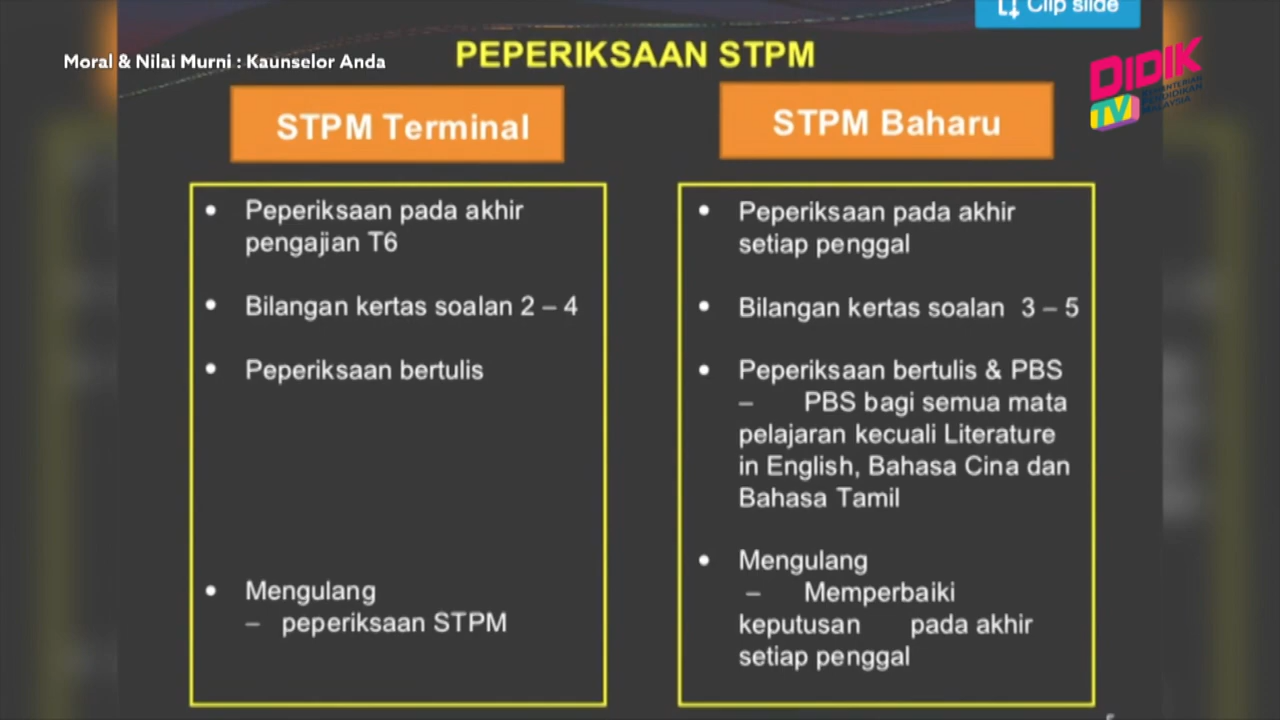 Clip slide
Moral & Nilai Murni : Kaunselor Anda
PEPERIKSAAN STPM
DIDIK
TV
KEMENTERIAN
PENDIDIKAN
MALAYSIA
STPM Terminal
• Peperiksaan pada akhir
pengajian T6
• Bilangan kertas soalan 2 – 4
• Peperiksaan bertulis
• Mengulang
– peperiksaan STPM
STPM Baharu
• Peperiksaan pada akhir
setiap penggal
• Bilangan kertas soalan 3 – 5
• Peperiksaan bertulis & PBS
– PBS bagi semua mata
pelajaran kecuali Literature
in English, Bahasa Cina dan
Bahasa Tamil
• Mengulang
– Memperbaiki
keputusan pada akhir
setiap penggal